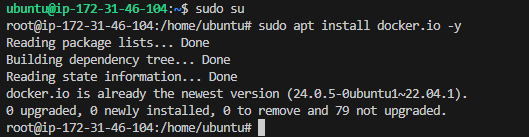 ubuntu@ip-172-31-46-104:~$ sudo su
root@ip-172-31-46-104:/home/ubuntu# sudo apt install docker.io -y
Reading package lists... Done
Building dependency tree... Done
Reading state information... Done
docker.io is already the newest version (24.0.5-0ubuntu1~22.04.1).
0 upgraded, 0 newly installed, 0 to remove and 79 not upgraded.
root@ip-172-31-46-104:/home/ubuntu#